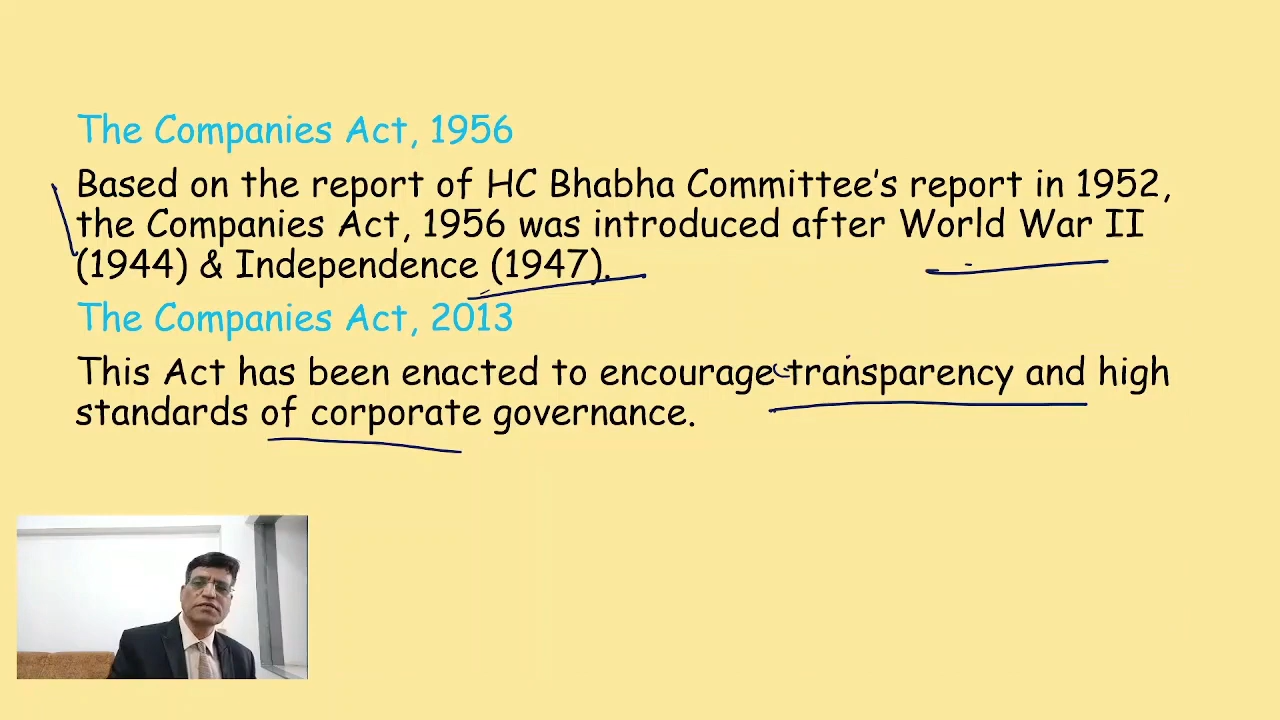 The Companies Act, 1956
Based on the report of HC Bhabha Committee's report in 1952,
the Companies Act, 1956 was introduced after World War II
(1944) & Independence (1947).
The Companies Act, 2013
This Act has been enacted to encourage transparency and high
standards of corporate governance.